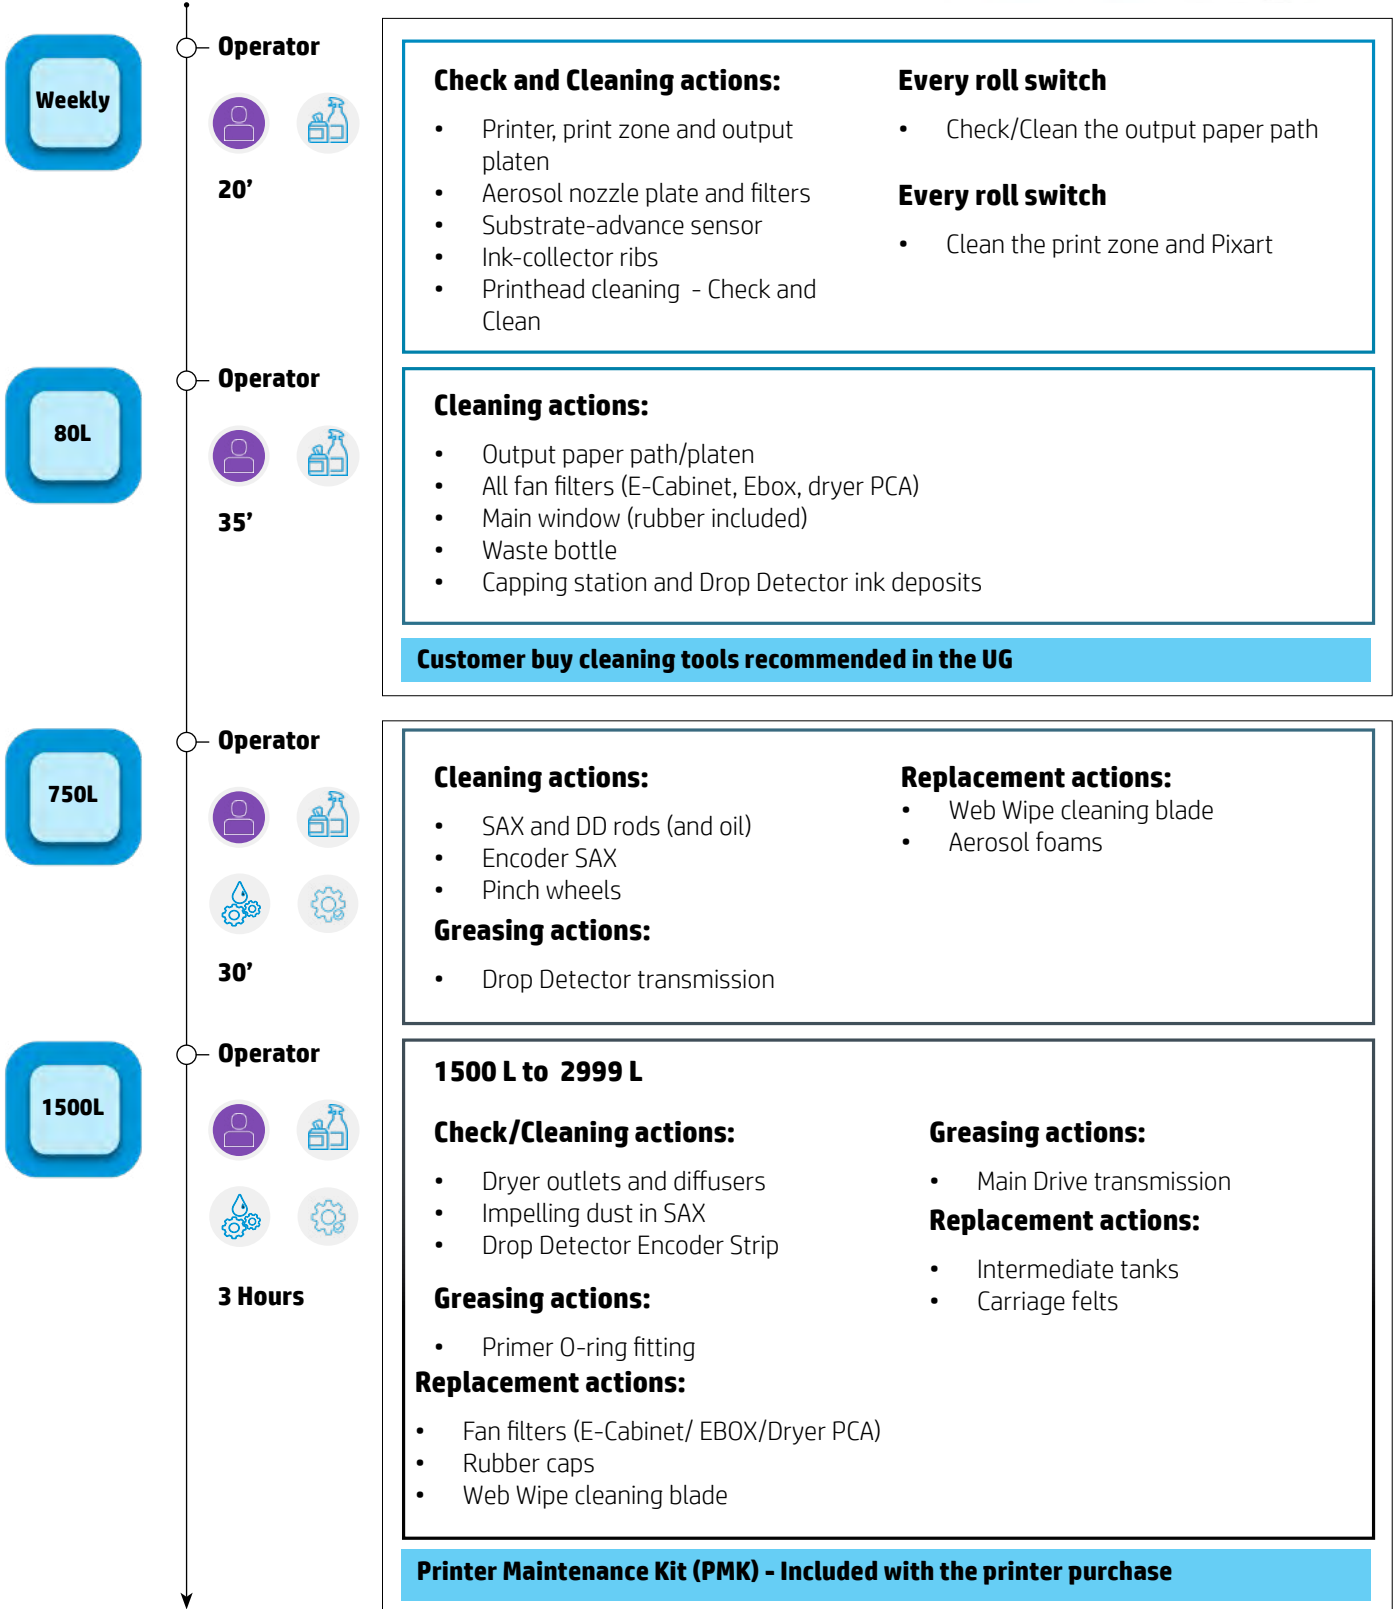 Weekly
Operator
20’
Check and Cleaning actions:
• Printer, print zone and output
platen
• Aerosol nozzle plate and filters
• Substrate-advance sensor
• Ink-collector ribs
• Printhead cleaning - Check and
Clean
Every roll switch
• Check/Clean the output paper path
Every roll switch
• Clean the print zone and Pixart
80L
Operator
35’
Cleaning actions:
• Output paper path/platen
• All fan filters (E-Cabinet, Ebox, dryer PCA)
• Main window (rubber included)
• Waste bottle
• Capping station and Drop Detector ink deposits
Customer buy cleaning tools recommended in the UG
750L
Operator
30’
Cleaning actions:
• SAX and DD rods (and oil)
• Encoder SAX
• Pinch wheels
Greasing actions:
• Drop Detector transmission
Replacement actions:
• Web Wipe cleaning blade
• Aerosol foams
1500L
Operator
3 Hours
1500 L to 2999 L
Check/Cleaning actions:
• Dryer outlets and diffusers
• Impelling dust in SAX
• Drop Detector Encoder Strip
Greasing actions:
• Primer O-ring fitting
Replacement actions:
• Fan filters (E-Cabinet/ EBOX/Dryer PCA)
• Rubber caps
• Web Wipe cleaning blade
Greasing actions:
• Main Drive transmission
Replacement actions:
• Intermediate tanks
• Carriage felts
Printer Maintenance Kit (PMK) - Included with the printer purchase